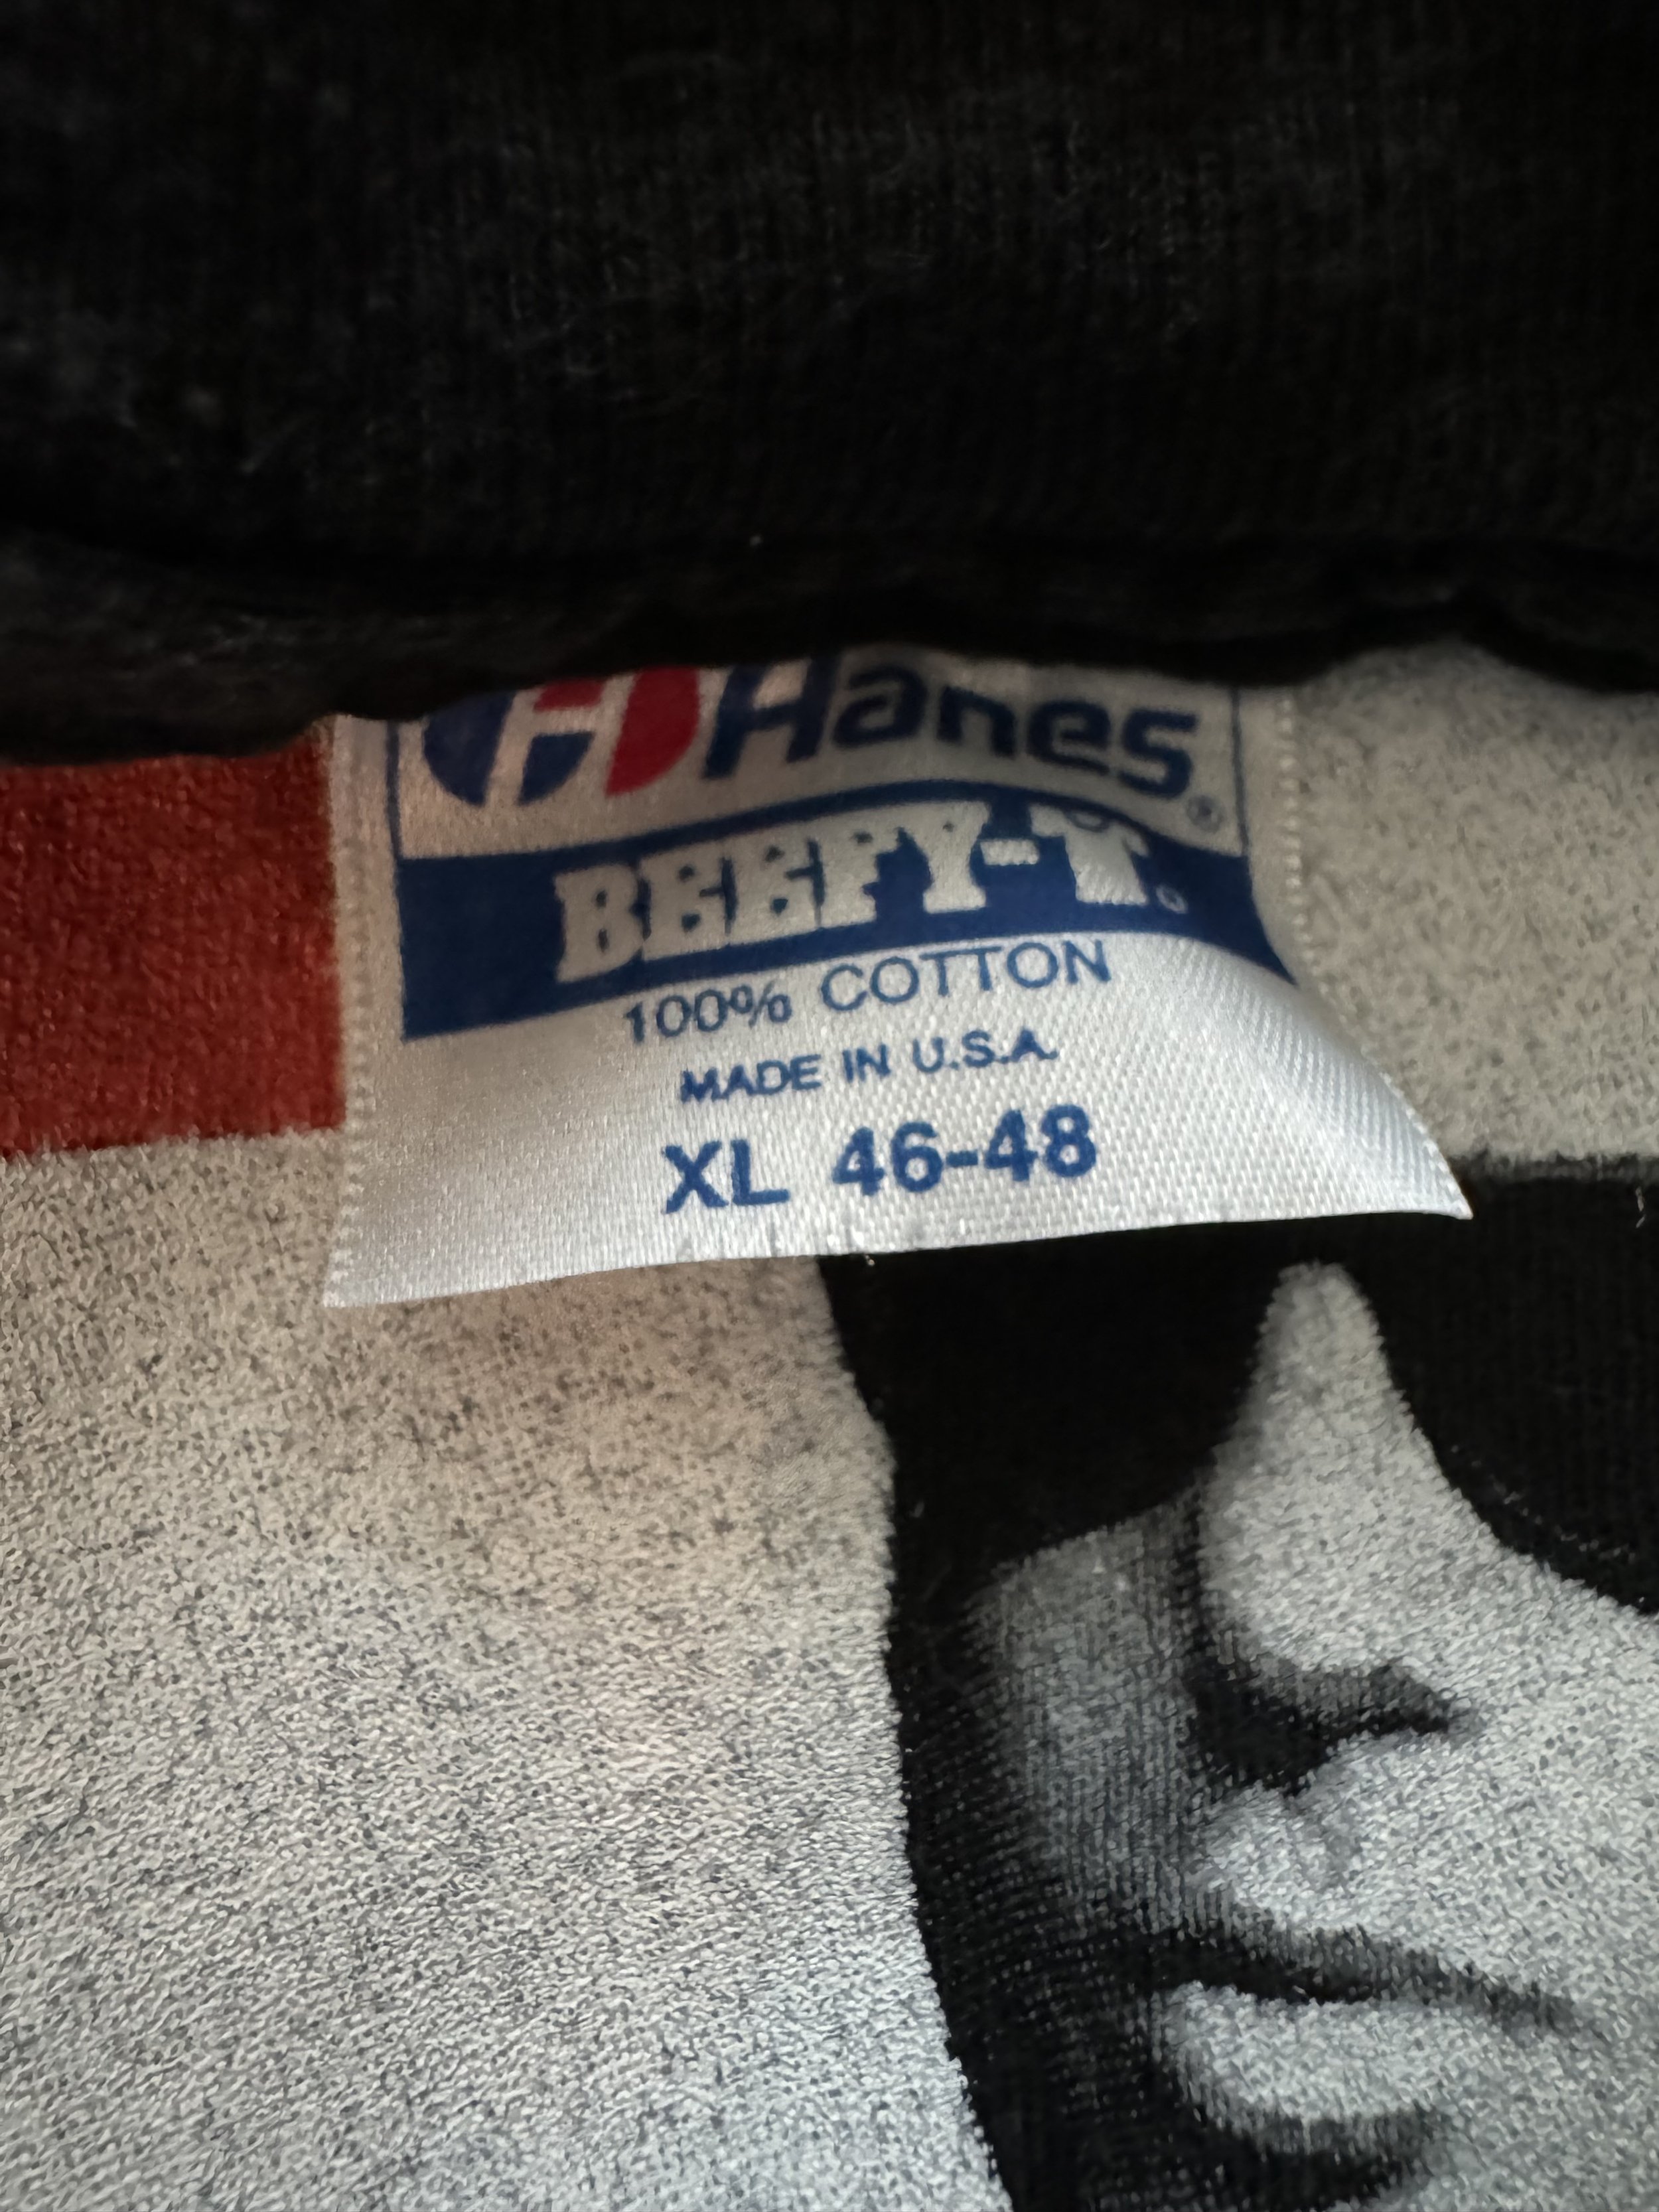 Hanes®
BEEFY-T®
100% COTTON
MADE IN U.S.A.
XL 46-48